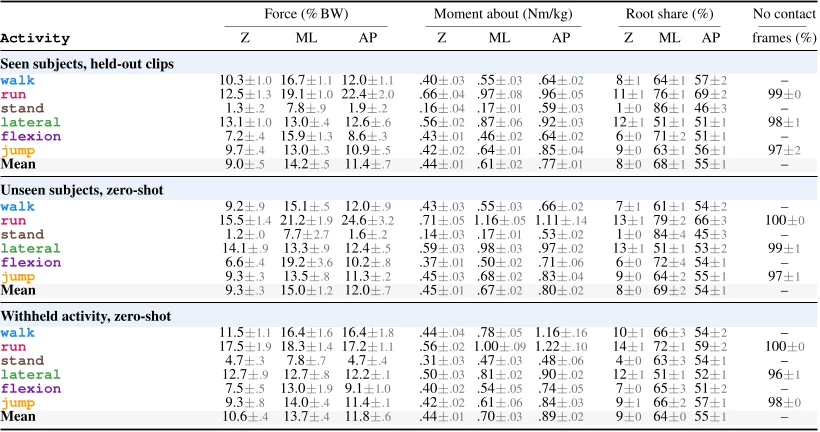 Force (% BW) Moment about (Nm/kg) Root share (%) No contact
Activity Z ML AP Z ML AP Z ML AP frames (%)
Seen subjects, held-out clips
walk 10.3±1.0 16.7±1.1 12.0±1.1 .40±.03 .55±.03 .64±.02 8±1 64±1 57±2 –
run 12.5±1.3 19.1±1.0 22.4±2.0 .66±.04 .97±.08 .96±.05 11±1 76±1 69±2 99±0
stand 1.3±.2 7.8±.9 1.9±.2 .16±.04 .17±.01 .59±.03 1±0 86±1 46±3 –
lateral 13.1±1.0 13.0±.4 12.6±.6 .56±.02 .87±.06 .92±.03 12±1 51±1 51±1 98±1
flexion 7.2±.4 15.9±1.3 8.6±.3 .43±.01 .46±.02 .64±.02 6±0 71±2 51±1 –
jump 9.7±.4 13.0±.3 10.9±.5 .42±.02 .64±.01 .85±.04 9±0 63±1 56±1 97±2
Mean 9.0±.5 14.2±.5 11.4±.7 .44±.01 .61±.02 .77±.01 8±0 68±1 55±1 –
Unseen subjects, zero-shot
walk 9.2±.9 15.1±.5 12.0±.9 .43±.03 .55±.03 .66±.02 7±1 61±1 54±2 –
run 15.5±1.4 21.2±1.9 24.6±3.2 .71±.05 1.16±.05 1.11±.14 13±1 79±2 66±3 100±0
stand 1.2±.0 7.7±2.7 1.6±.2 .14±.03 .17±.01 .53±.02 1±0 84±4 45±3 –
lateral 14.1±.9 13.3±.9 12.4±.5 .59±.03 .98±.03 .97±.02 13±1 51±1 53±2 99±1
flexion 6.6±.4 19.2±3.6 10.2±.8 .37±.01 .50±.02 .71±.06 6±0 72±4 54±1 –
jump 9.3±.3 13.5±.8 11.3±.2 .45±.03 .68±.02 .83±.04 9±0 64±2 55±1 97±1
Mean 9.3±.3 15.0±1.2 12.0±.7 .45±.01 .67±.02 .80±.02 8±0 69±2 54±1 –
Withheld activity, zero-shot
walk 11.5±1.1 16.4±1.6 16.4±1.8 .44±.04 .78±.05 1.16±.16 10±1 66±3 54±2 –
run 17.5±1.9 18.3±1.4 17.2±1.1 .56±.02 1.00±.09 1.22±.10 14±1 72±1 59±2 100±0
stand 4.7±.3 7.8±.7 4.7±.4 .31±.03 .47±.03 .48±.06 4±0 63±3 54±1 –
lateral 12.7±.9 12.7±.8 12.2±.1 .50±.03 .81±.02 .90±.02 12±1 51±1 52±1 96±1
flexion 7.5±.5 13.0±1.9 9.1±1.0 .40±.02 .54±.04 .74±.05 7±0 65±3 51±2 –
jump 9.3±.8 14.0±.4 11.4±.1 .42±.02 .61±.06 .84±.03 9±1 66±2 57±1 98±0
Mean 10.6±.4 13.7±.4 11.8±.6 .44±.01 .70±.03 .89±.02 9±0 64±0 55±1 –